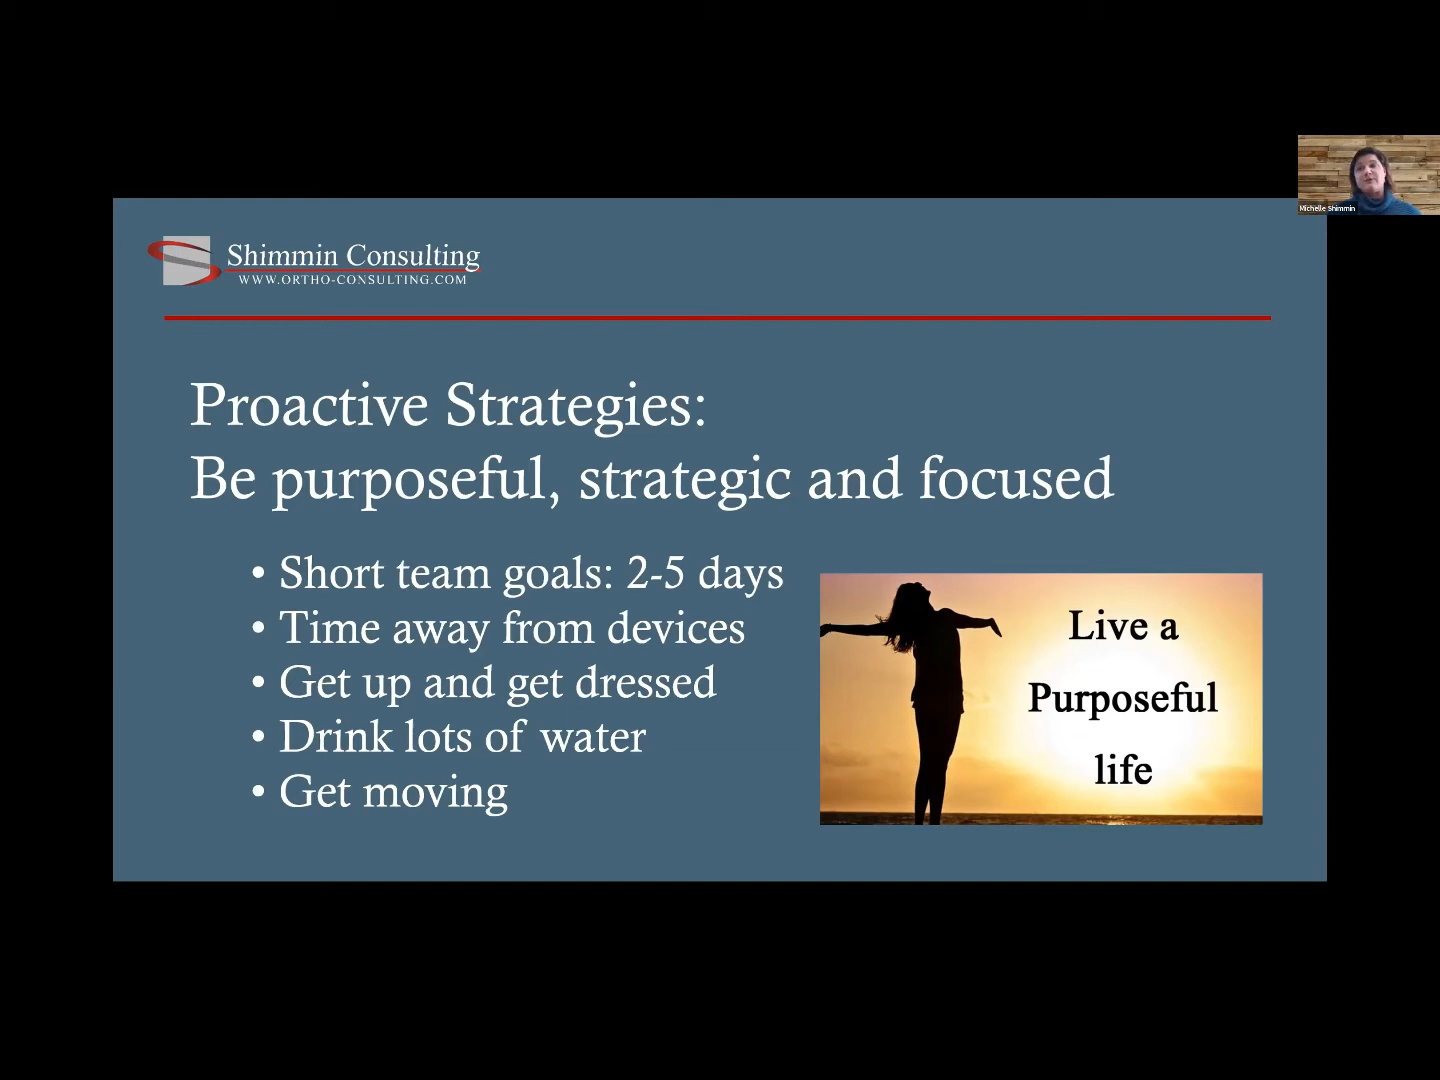 Michelle Shimmin
Shimmin Consulting
WWW.ORTHO-CONSULTING.COM
Proactive Strategies:
Be purposeful, strategic and focused
• Short team goals: 2-5 days
• Time away from devices
• Get up and get dressed
• Drink lots of water
• Get moving
Live a
Purposeful
life